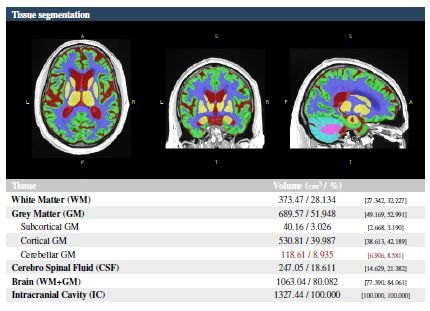 Tissue segmentation
A S S
L R L R P A
P I I
Tissue Volume (cm³/ %)
White Matter (WM) 373.47 / 28.134 [27.342, 32.227]
Grey Matter (GM) 689.57 / 51.948 [49.169, 52.991]
Subcortical GM 40.16 / 3.026 [2.668, 3.190]
Cortical GM 530.81 / 39.987 [38.613, 42.189]
Cerebellar GM 118.61 / 8.935 [6.906, 8.581]
Cerebro Spinal Fluid (CSF) 247.05 / 18.611 [14.629, 21.382]
Brain (WM+GM) 1063.04 / 80.082 [77.390, 84.061]
Intracranial Cavity (IC) 1327.44 / 100.000 [100.000, 100.000]